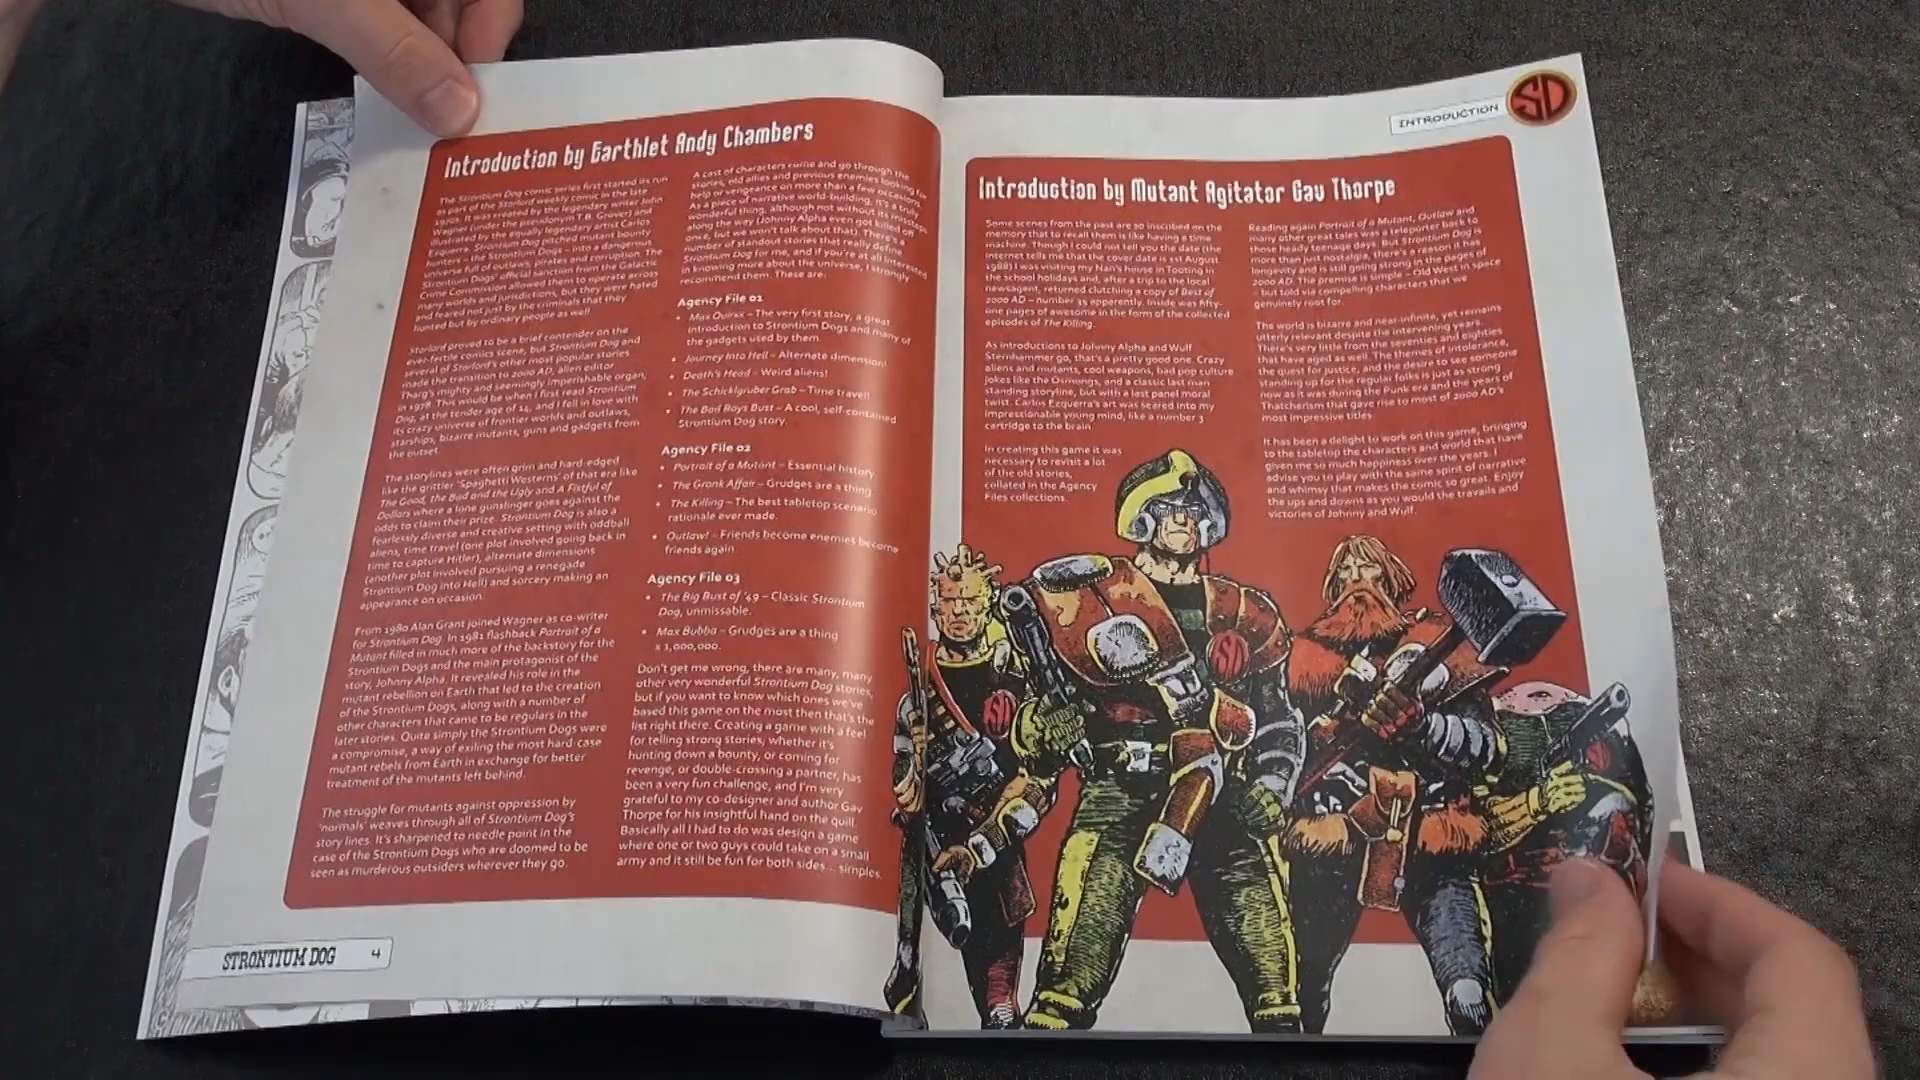 Introduction by Earthlet Andy Chambers
The Strontium Dog comic series first started its run
as part of the Starlord weekly comic in the late
1970s. It was created by the legendary writer John
Wagner (under the pseudonym T.B. Grover) and
illustrated by the equally legendary artist Carlos
Ezquerra. Strontium Dog pitched mutant bounty
hunters – the Strontium Dogs – into a dangerous
universe full of outlaws, pirates and corruption. The
Strontium Dogs' official sanction from the Galactic
Crime Commission allowed them to operate across
many worlds and jurisdictions, but they were hated
and feared not just by the criminals that they
hunted but by ordinary people as well.
Starlord proved to be a brief contender on the
ever-fertile comics scene, but Strontium Dog and
several of Starlord's other most popular stories
made the transition to 2000 AD, alien editor
Tharg's mighty and seemingly imperishable organ,
in 1978. This would be when I first read Strontium
Dog, at the tender age of 14, and I fell in love with
its crazy universe of frontier worlds and outlaws,
starships, bizarre mutants, guns and gadgets from
the outset.
The storylines were often grim and hard-edged
like the grittier 'Spaghetti Westerns' of that era like
The Good, the Bad and the Ugly and A Fistful of
Dollars where a lone gunslinger goes against the
odds to claim their prize. Strontium Dog is also a
fearlessly diverse and creative setting with oddball
aliens, time travel (one plot involved going back in
time to capture Hitler), alternate dimensions
(another plot involved pursuing a renegade
Strontium Dog into Hell) and sorcery making an
appearance on occasion.
From 1980 Alan Grant joined Wagner as co-writer
for Strontium Dog. In 1981 flashback Portrait of a
Mutant filled in much more of the backstory for the
Strontium Dogs and the main protagonist of the
story, Johnny Alpha. It revealed his role in the
mutant rebellion on Earth that led to the creation
of the Strontium Dogs, along with a number of
other characters that came to be regulars in the
later stories. Quite simply the Strontium Dogs were
a compromise, a way of exiling the most hard-case
mutant rebels from Earth in exchange for better
treatment of the mutants left behind.
The struggle for mutants against oppression by
'normals' weaves through all of Strontium Dog's
story lines. It's sharpened to needle point in the
case of the Strontium Dogs who are doomed to be
seen as murderous outsiders wherever they go.
A cast of characters come and go through the
stories, old allies and previous enemies looking for
help or vengeance on more than a few occasions.
As a piece of narrative world-building, it's a truly
wonderful thing, although not without its missteps
along the way (Johnny Alpha even got killed off
once, but we won't talk about that). There's a
number of standout stories that really define
Strontium Dog for me, and if you're at all interested
in knowing more about the universe, I strongly
recommend them. These are:
Agency File 01
• Max Quirxx – The very first story, a great
introduction to Strontium Dogs and many of
the gadgets used by them.
• Journey Into Hell – Alternate dimension!
• Death's Head – Weird aliens!
• The Schicklgruber Grab – Time travel!
• The Bad Boys Bust – A cool, self-contained
Strontium Dog story.
Agency File 02
• Portrait of a Mutant – Essential history.
• The Gronk Affair – Grudges are a thing
• The Killing – The best tabletop scenario
rationale ever made.
• Outlaw! – Friends become enemies become
friends again.
Agency File 03
• The Big Bust of '49 – Classic Strontium
Dog, unmissable.
• Max Bubba – Grudges are a thing
x 1,000,000.
Don't get me wrong, there are many, many
other very wonderful Strontium Dog stories,
but if you want to know which ones we've
based this game on the most then that's the
list right there. Creating a game with a feel
for telling strong stories, whether it's
hunting down a bounty, or coming for
revenge, or double-crossing a partner, has
been a very fun challenge, and I'm very
grateful to my co-designer and author Gav
Thorpe for his insightful hand on the quill.
Basically all I had to do was design a game
where one or two guys could take on a small
army and it still be fun for both sides... simples.
STRONTIUM DOG 4
INTRODUCTION SD
Introduction by Mutant Agitator Gav Thorpe
Some scenes from the past are so inscribed on the
memory that to recall them is like having a time
machine. Though I could not tell you the date (the
internet tells me that the cover date is 1st August
1988) I was visiting my Nan's house in Tooting in
the school holidays and, after a trip to the local
newsagent, returned clutching a copy of Best of
2000 AD – number 35 apparently. Inside was fifty-
one pages of awesome in the form of the collected
episodes of The Killing.
As introductions to Johnny Alpha and Wulf
Sternhammer go, that's a pretty good one. Crazy
aliens and mutants, cool weapons, bad pop culture
jokes like the Osmongs, and a classic last man
standing storyline, but with a last panel moral
twist. Carlos Ezquerra's art was seared into my
impressionable young mind, like a number 3
cartridge to the brain.
In creating this game it was
necessary to revisit a lot
of the old stories,
collated in the Agency
Files collections.
Reading again Portrait of a Mutant, Outlaw and
many other great tales was a teleporter back to
those heady teenage days. But Strontium Dog is
more than just nostalgia, there's a reason it has
longevity and is still going strong in the pages of
2000 AD. The premise is simple – Old West in space
– but told via compelling characters that we
genuinely root for.
The world is bizarre and near-infinite, yet remains
utterly relevant despite the intervening years.
There's very little from the seventies and eighties
that have aged as well. The themes of intolerance,
the quest for justice, and the desire to see someone
standing up for the regular folks is just as strong
now as it was during the Punk era and the years of
Thatcherism that gave rise to most of 2000 AD's
most impressive titles.
It has been a delight to work on this game, bringing
to the tabletop the characters and world that have
given me so much happiness over the years. I
advise you to play with the same spirit of narrative
and whimsy that makes the comic so great. Enjoy
the ups and downs as you would the travails and
victories of Johnny and Wulf.
SD
SD